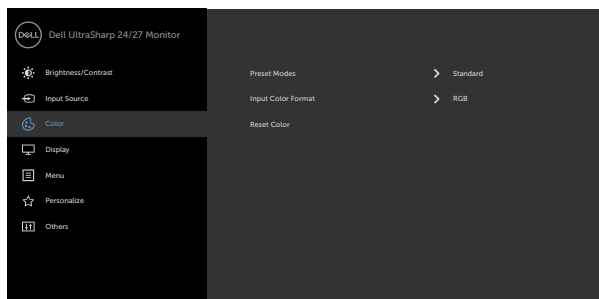 DELL Dell UltraSharp 24/27 Monitor
Brightness/Contrast
Preset Modes Standard
Input Source
Input Color Format RGB
Color
Reset Color
Display
Menu
Personalize
Others